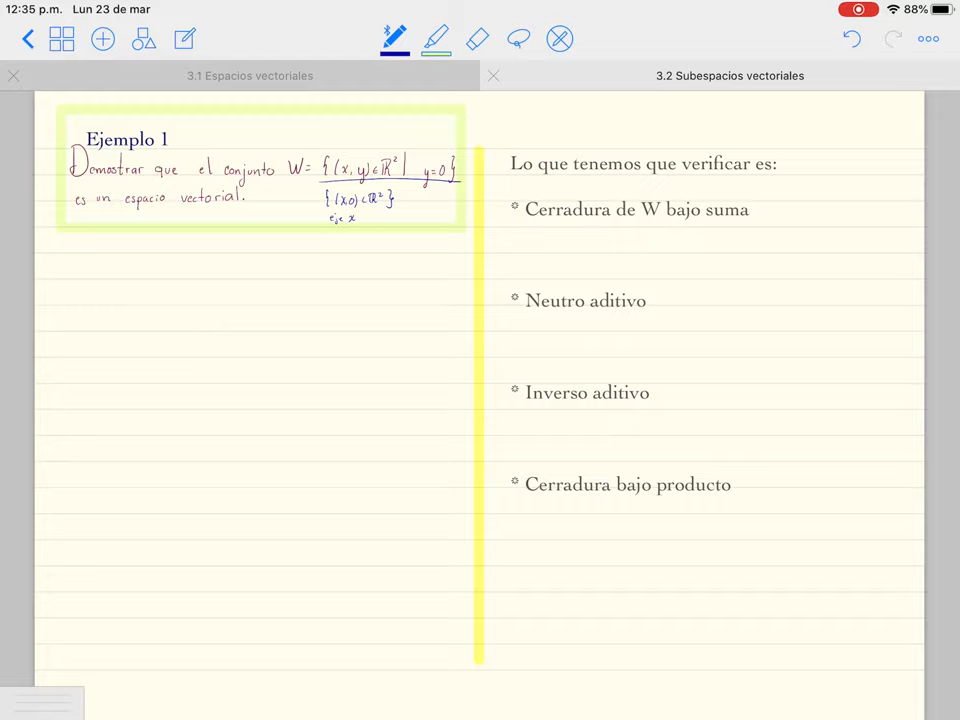 12:35 p.m. Lun 23 de mar
88%
3.1 Espacios vectoriales
3.2 Subespacios vectoriales
Ejemplo 1
Demostrar que el conjunto W= {(x,y)∈ℝ² | y=0}
es un espacio vectorial. {(x,0)∈ℝ²}
eje x
Lo que tenemos que verificar es:
* Cerradura de W bajo suma
* Neutro aditivo
* Inverso aditivo
* Cerradura bajo producto